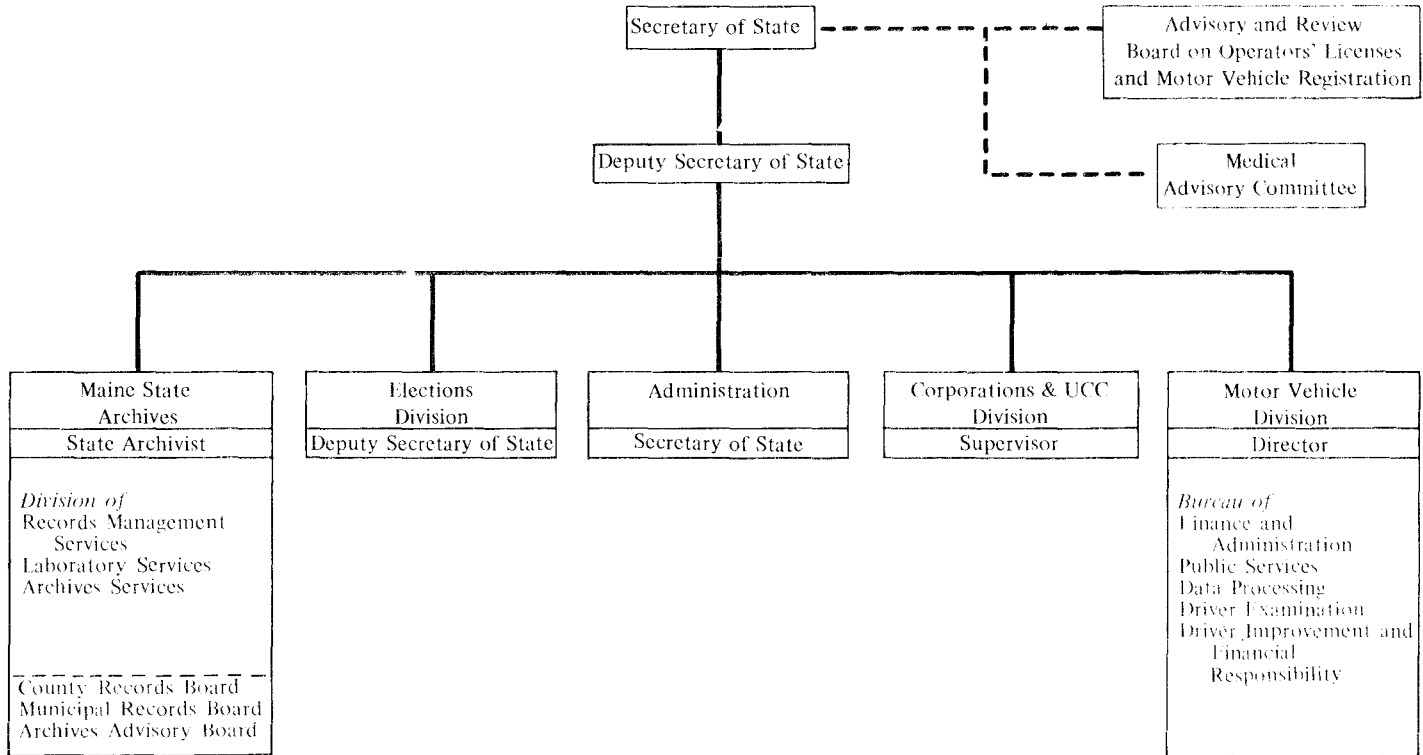 Secretary of State
Advisory and Review
Board on Operators' Licenses
and Motor Vehicle Registration
Deputy Secretary of State
Medical
Advisory Committee
Maine State
Archives
State Archivist
Division of
Records Management
Services
Laboratory Services
Archives Services
County Records Board
Municipal Records Board
Archives Advisory Board
Elections
Division
Deputy Secretary of State
Administration
Secretary of State
Corporations & UCC
Division
Supervisor
Motor Vehicle
Division
Director
Bureau of
Finance and
Administration
Public Services
Data Processing
Driver Examination
Driver Improvement and
Financial
Responsibility